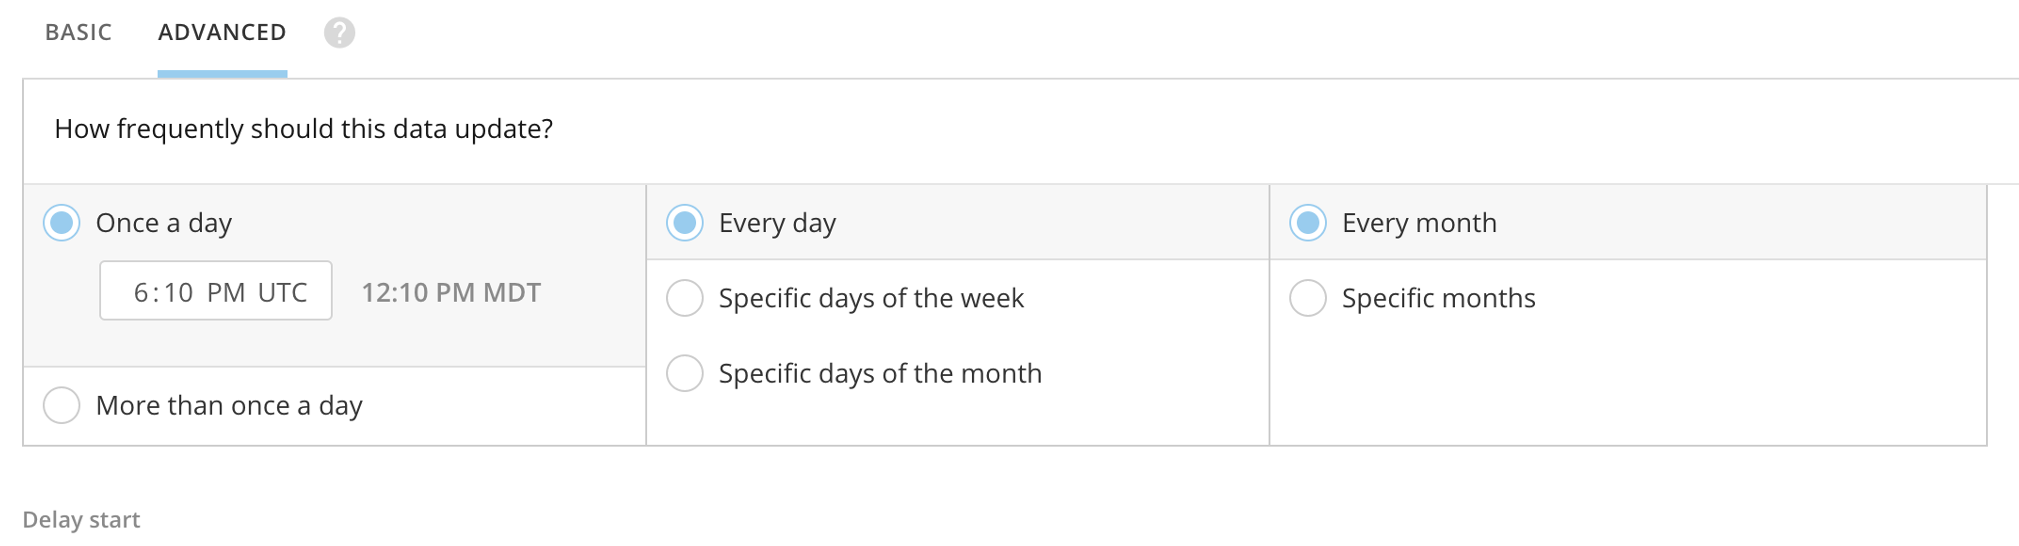 BASIC ADVANCED ?
How frequently should this data update?
Once a day
6:10 PM UTC 12:10 PM MDT
More than once a day
Every day
Specific days of the week
Specific days of the month
Every month
Specific months
Delay start